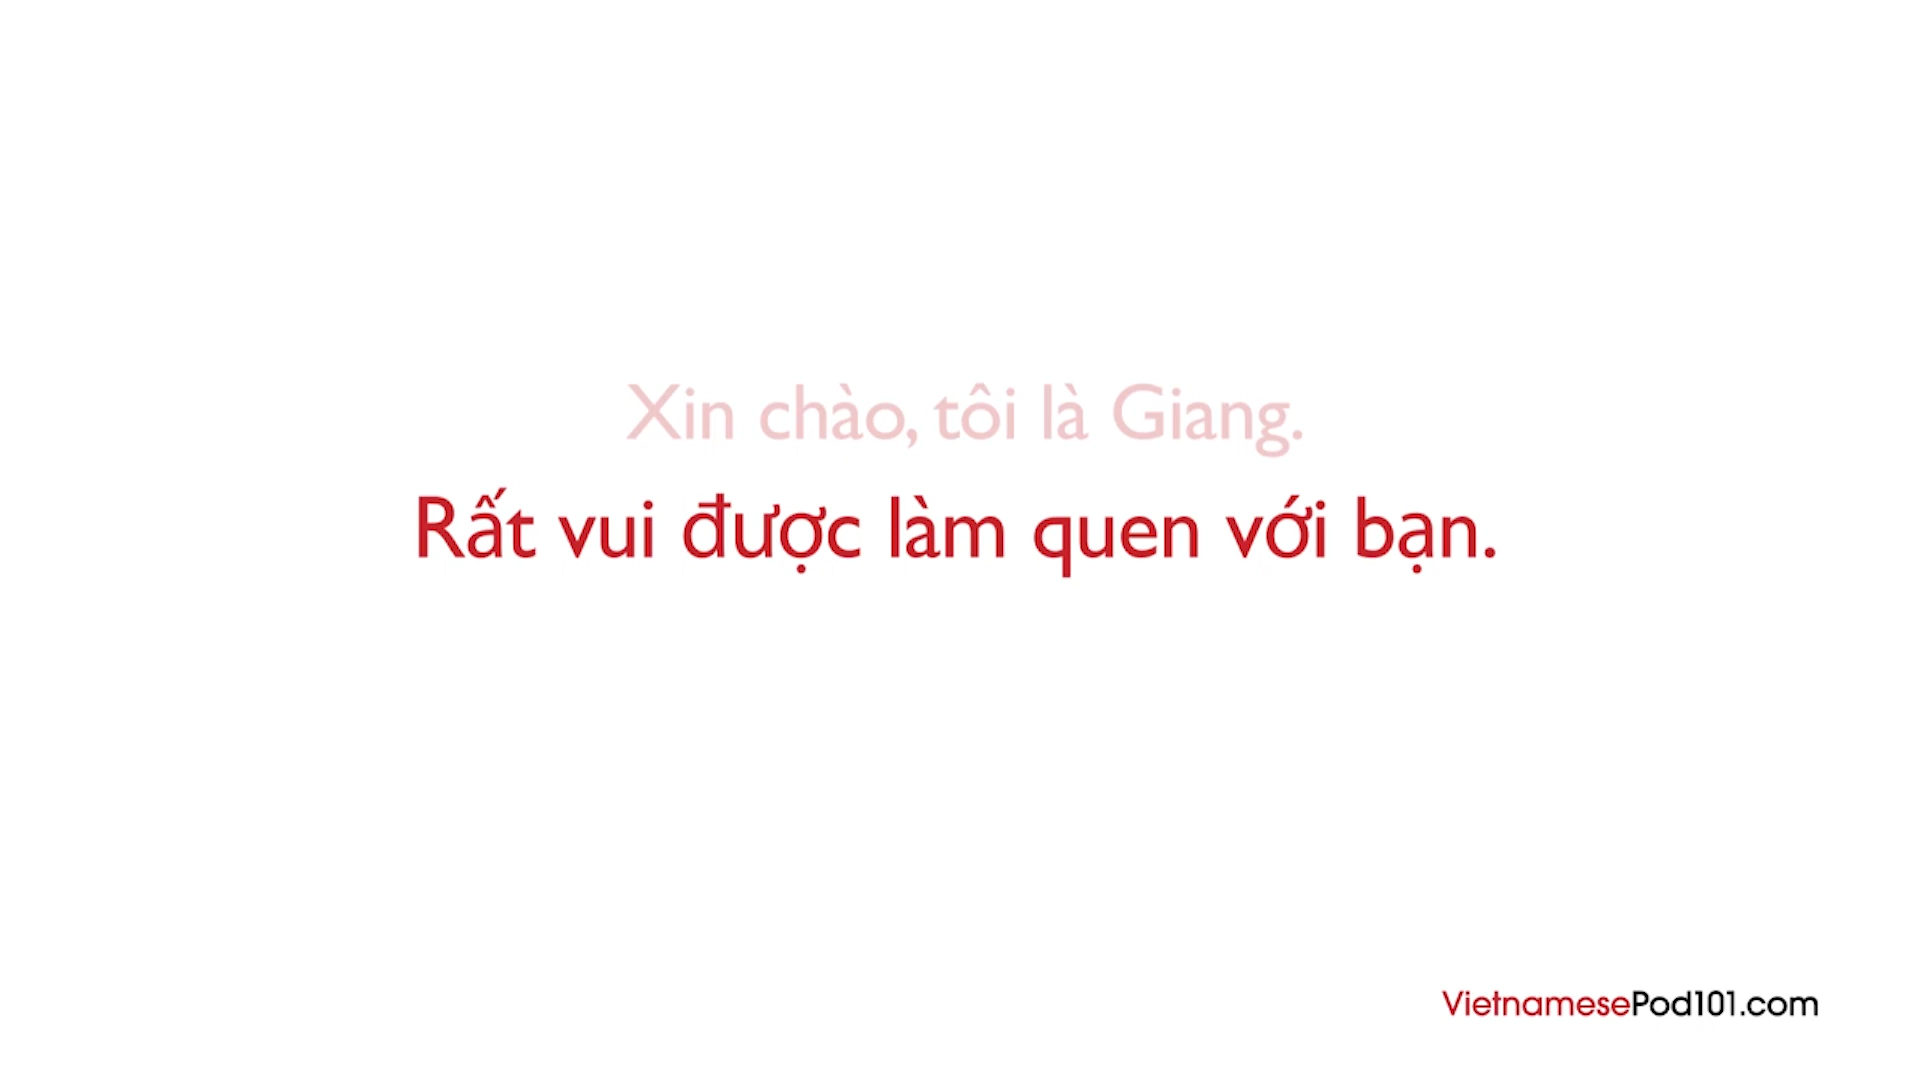 Xin chào, tôi là Giang.
Rất vui được làm quen với bạn.
VietnamesePod101.com